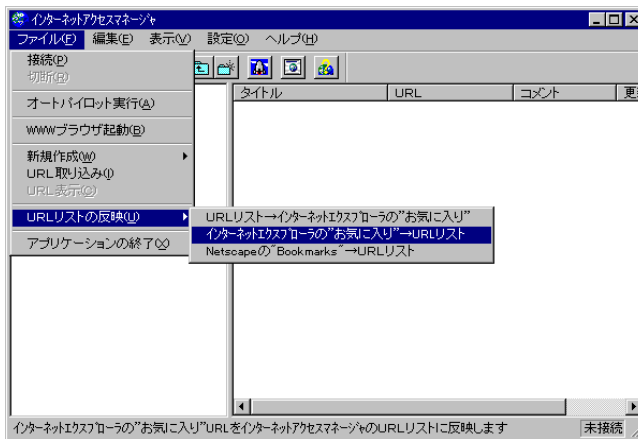 インターネットアクセスマネージャ
ファイル(F) 編集(E) 表示(V) 設定(O) ヘルプ(H)
接続(P)
切断(R)
オートパイロット実行(A)
WWWブラウザ起動(B)
新規作成(W)
URL取り込み(I)
URL表示(O)
URLリストの反映(U)
アプリケーションの終了(X)
URLリスト→インターネットエクスプローラの"お気に入り"
インターネットエクスプローラの"お気に入り"→URLリスト
Netscapeの"Bookmarks"→URLリスト
タイトル URL コメント 更
インターネットエクスプローラの"お気に入り"URLをインターネットアクセスマネージャのURLリストに反映します 未接続